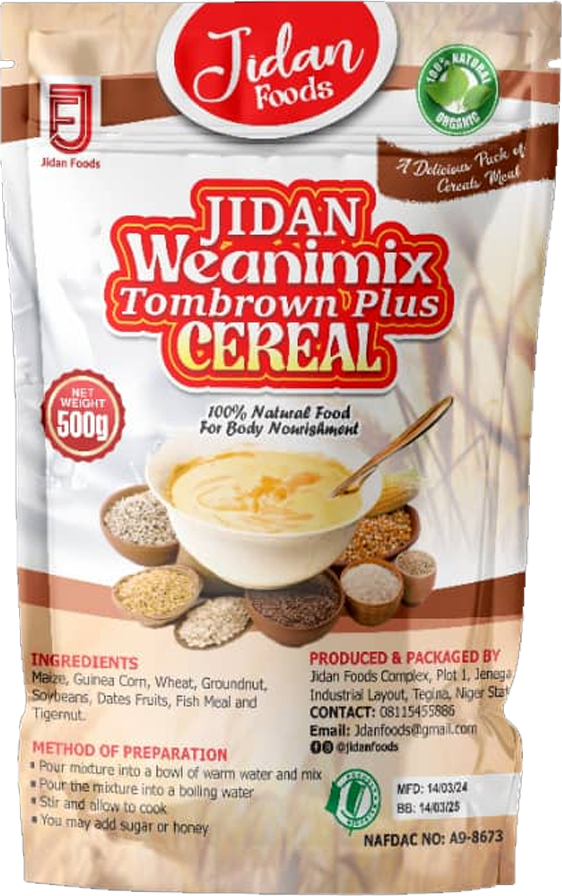 Jidan
Foods
FJ
Jidan Foods
100% NATURAL
ORGANIC
A Delicious Pack of
Cereals Meal
JIDAN
Weanimix
Tombrown Plus
CEREAL
NET
WEIGHT
500g
100% Natural Food
For Body Nourishment
INGREDIENTS
Maize, Guinea Corn, Wheat, Groundnut,
Soybeans, Dates Fruits, Fish Meal and
Tigernut.
METHOD OF PREPARATION
▪ Pour mixture into a bowl of warm water and mix
▪ Pour the mixture into a boiling water
▪ Stir and allow to cook
▪ You may add sugar or honey
PRODUCED & PACKAGED BY
Jidan Foods Complex, Plot 1, Jenaga
Industrial Layout, Tegina, Niger Stat
CONTACT: 08115455886
Email: Jdanfoods@gmail.com
@jidanfoods
MFD: 14/03/24
BB: 14/03/25
NAFDAC NO: A9-8673